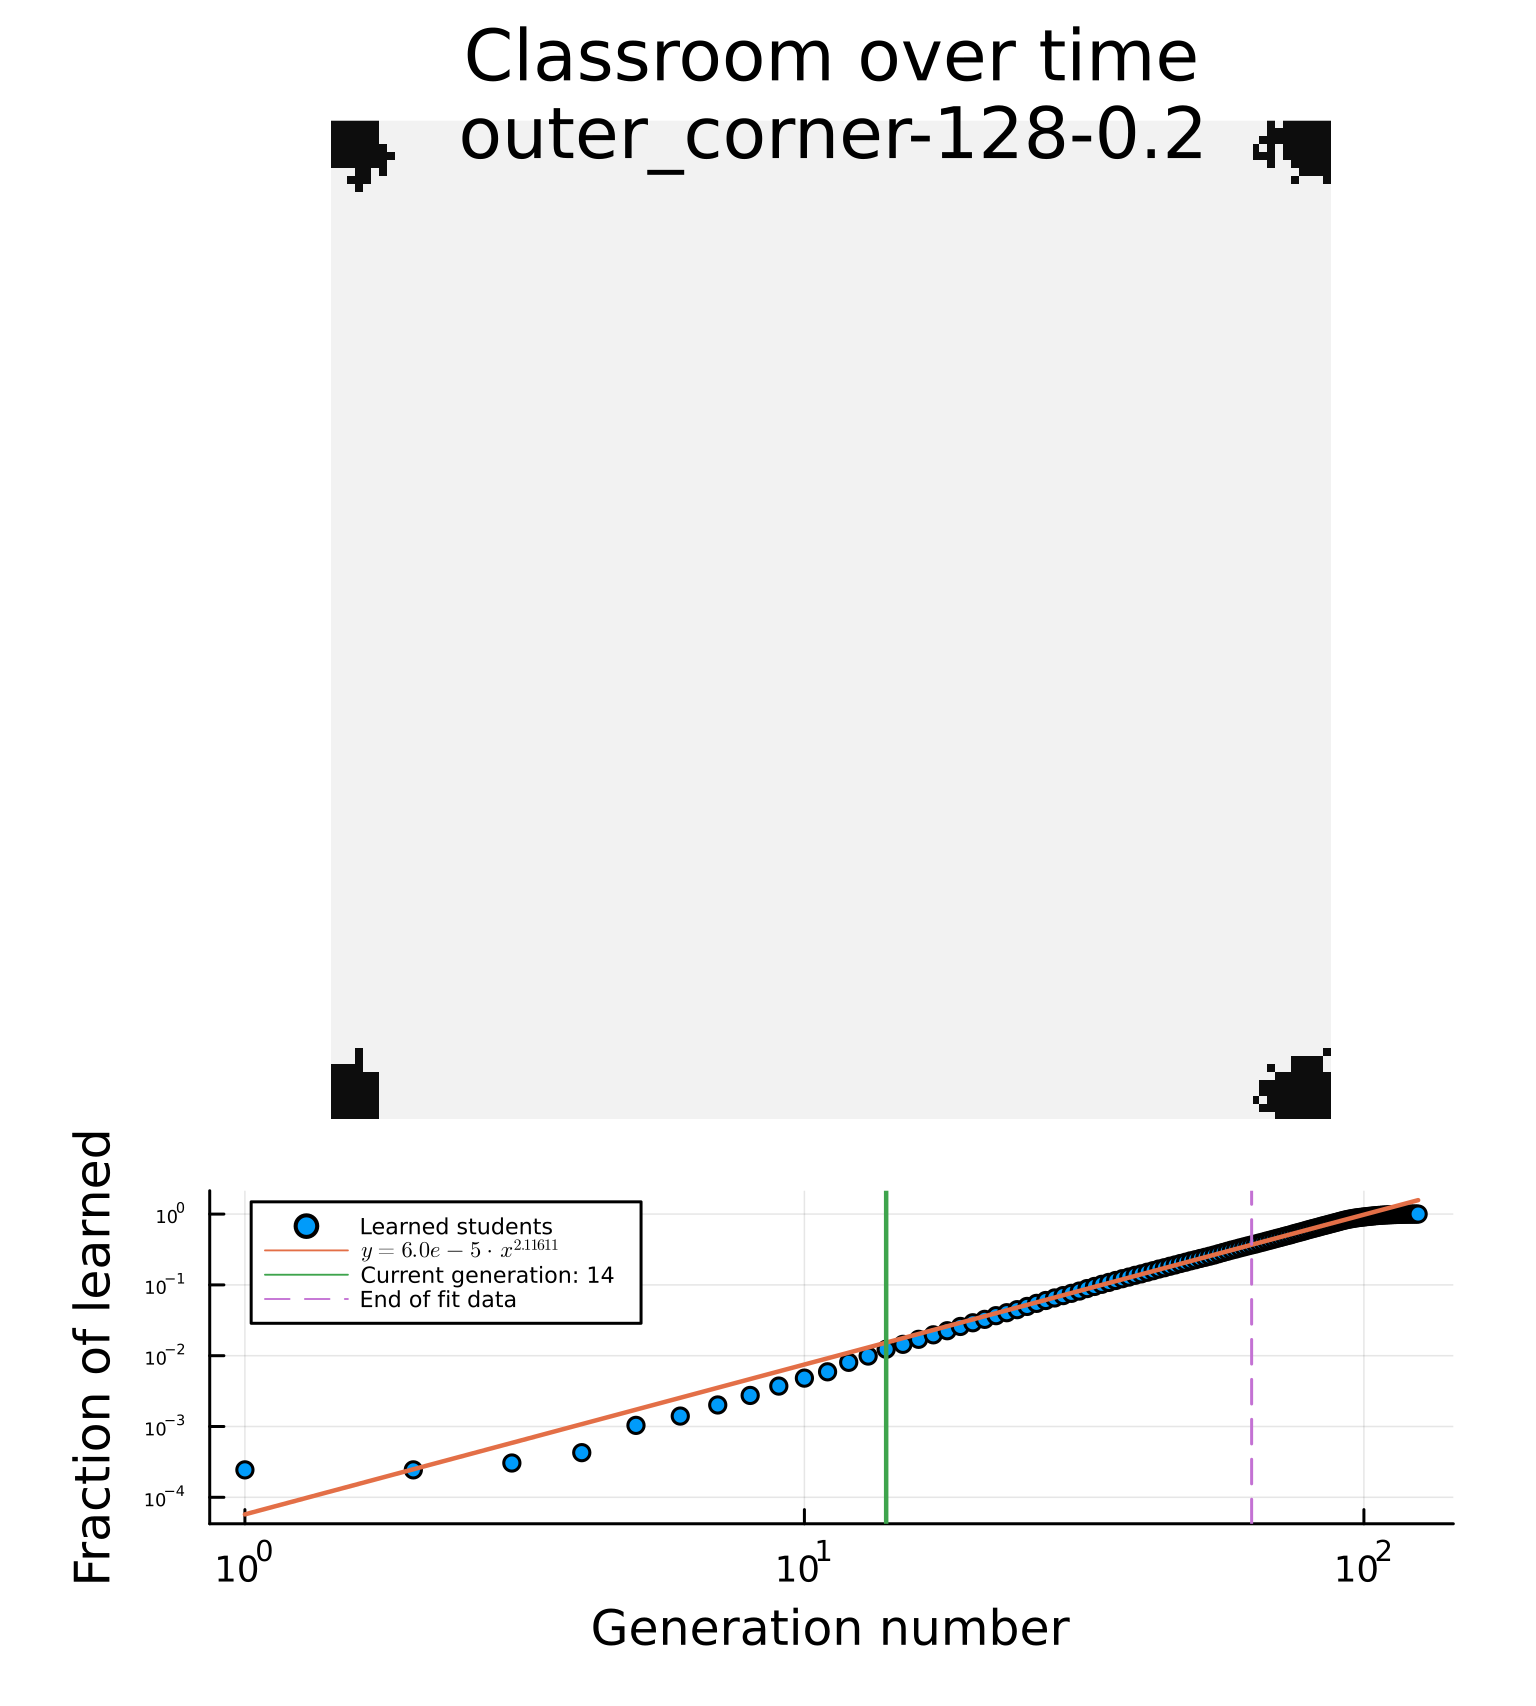 Classroom over time
outer_corner-128-0.2
Fraction of learned
10^0
10^-1
10^-2
10^-3
10^-4
Learned students
y = 6.0e − 5 · x^2.11611
Current generation: 14
End of fit data
10^0 10^1 10^2
Generation number